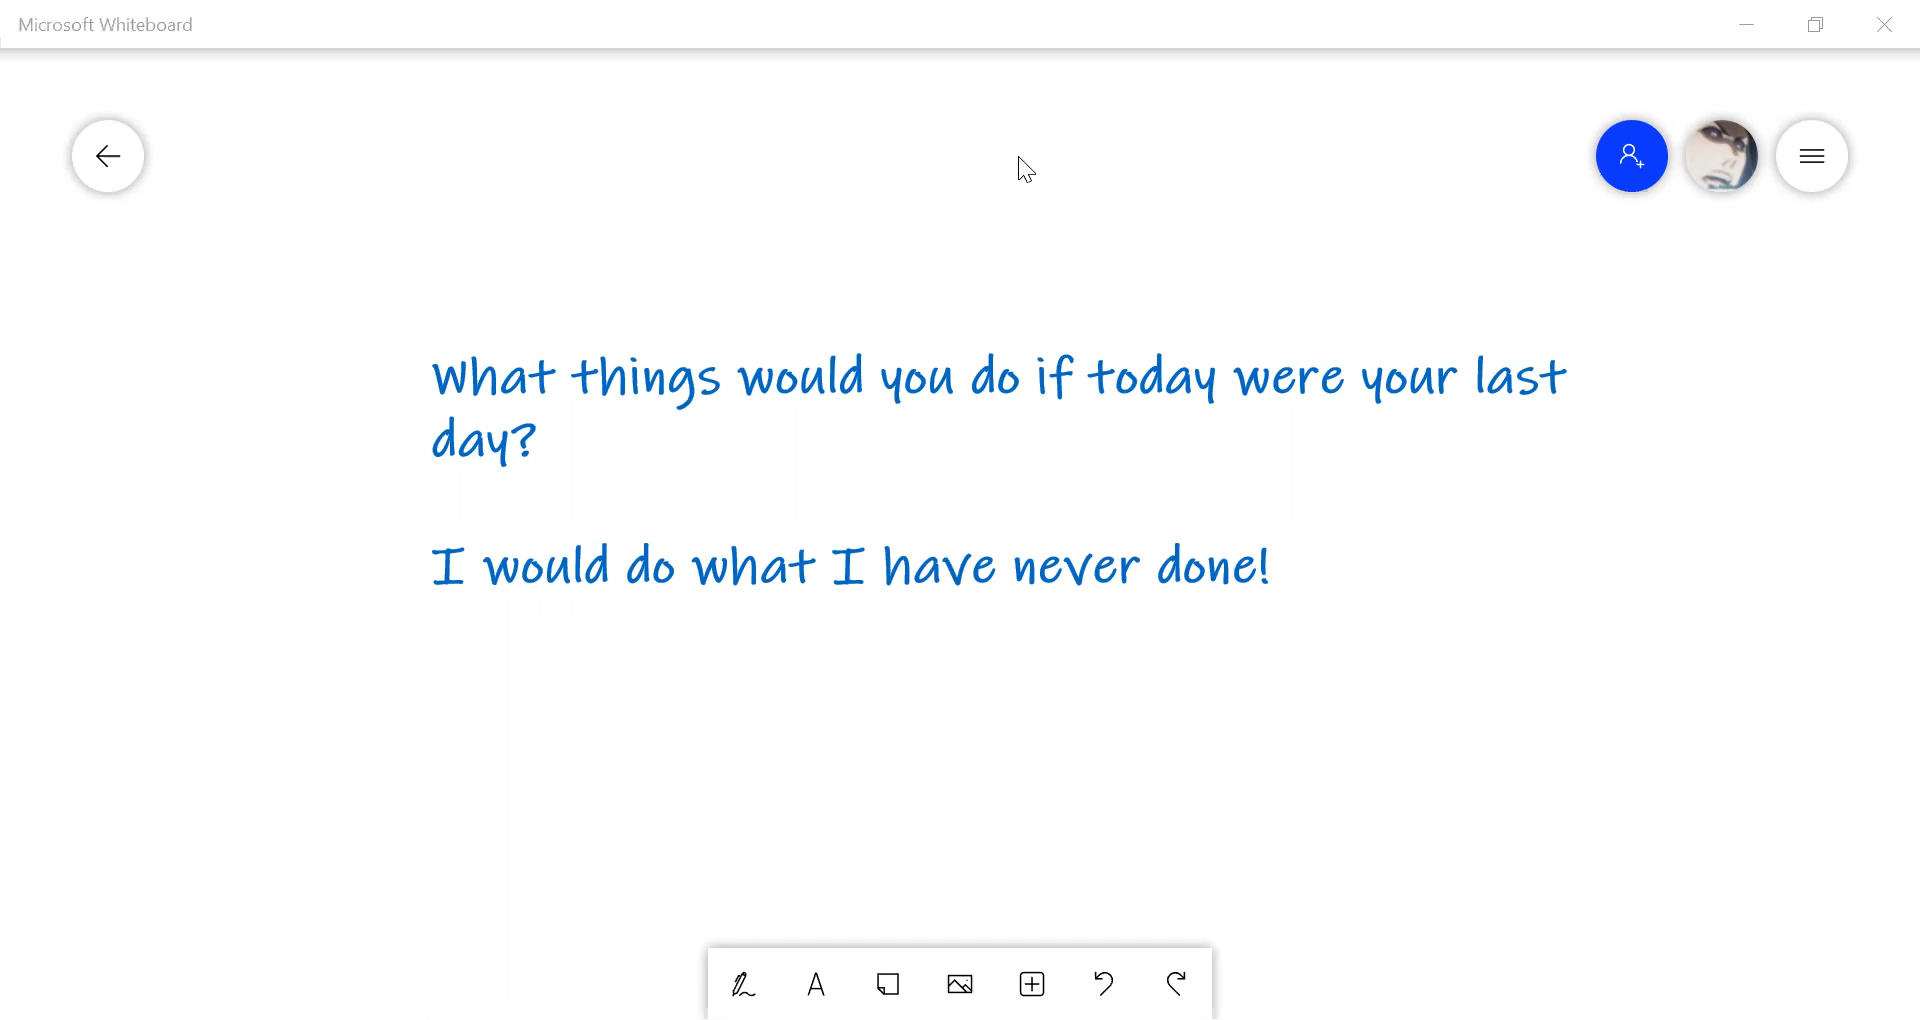 Microsoft Whiteboard
What things would you do if today were your last
day?
I would do what I have never done!